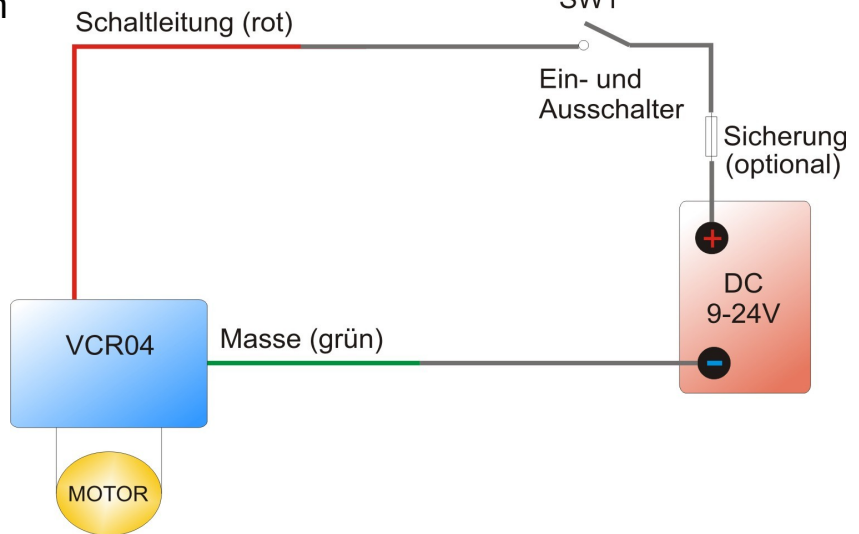 Schaltleitung (rot)
Ein- und
Ausschalter
Sicherung
(optional)
+
DC
9-24V
VCR04
Masse (grün)
-
MOTOR